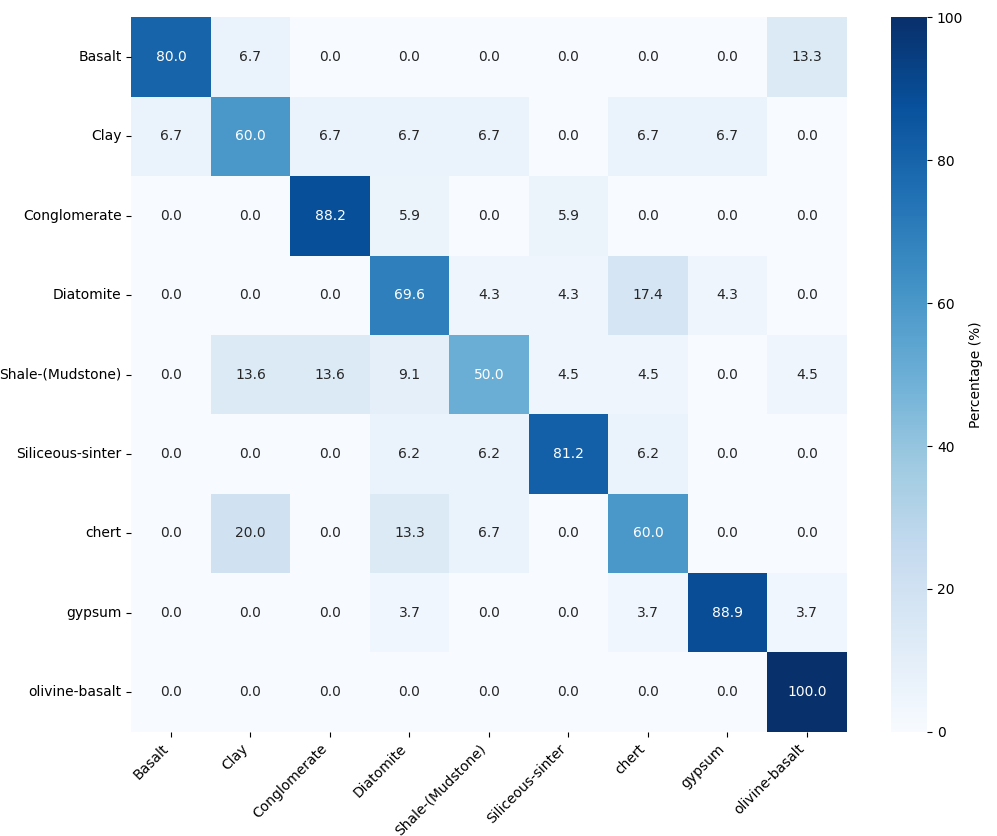 Basalt 80.0 6.7 0.0 0.0 0.0 0.0 0.0 0.0 13.3
Clay 6.7 60.0 6.7 6.7 6.7 0.0 6.7 6.7 0.0
Conglomerate 0.0 0.0 88.2 5.9 0.0 5.9 0.0 0.0 0.0
Diatomite 0.0 0.0 0.0 69.6 4.3 4.3 17.4 4.3 0.0
Shale-(Mudstone) 0.0 13.6 13.6 9.1 50.0 4.5 4.5 0.0 4.5
Siliceous-sinter 0.0 0.0 0.0 6.2 6.2 81.2 6.2 0.0 0.0
chert 0.0 20.0 0.0 13.3 6.7 0.0 60.0 0.0 0.0
gypsum 0.0 0.0 0.0 3.7 0.0 0.0 3.7 88.9 3.7
olivine-basalt 0.0 0.0 0.0 0.0 0.0 0.0 0.0 0.0 100.0
Basalt Clay Conglomerate Diatomite Shale-(Mudstone) Siliceous-sinter chert gypsum olivine-basalt
100
80
60
40
20
0
Percentage (%)